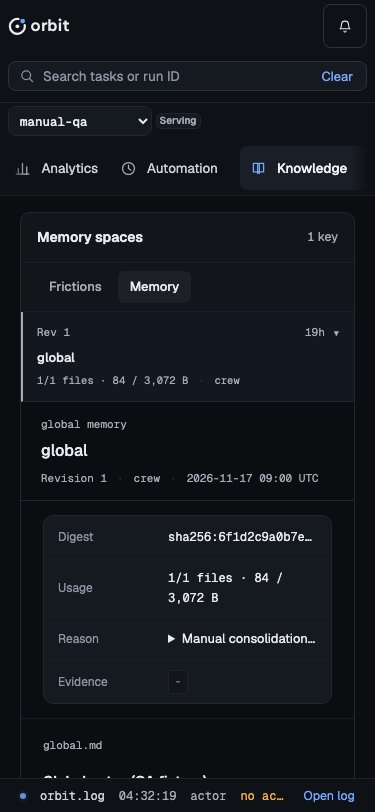 orbit
Search tasks or run ID Clear
manual-qa Serving
Analytics Automation Knowledge
Memory spaces 1 key
Frictions Memory
Rev 1 19h ▾
global
1/1 files · 84 / 3,072 B · crew
global memory
global
Revision 1 · crew · 2026-11-17 09:00 UTC
Digest sha256:6f1d2c9a0b7e…
Usage 1/1 files · 84 /
3,072 B
Reason ▶ Manual consolidation…
Evidence -
global.md
orbit.log 04:32:19 actor no ac… Open log